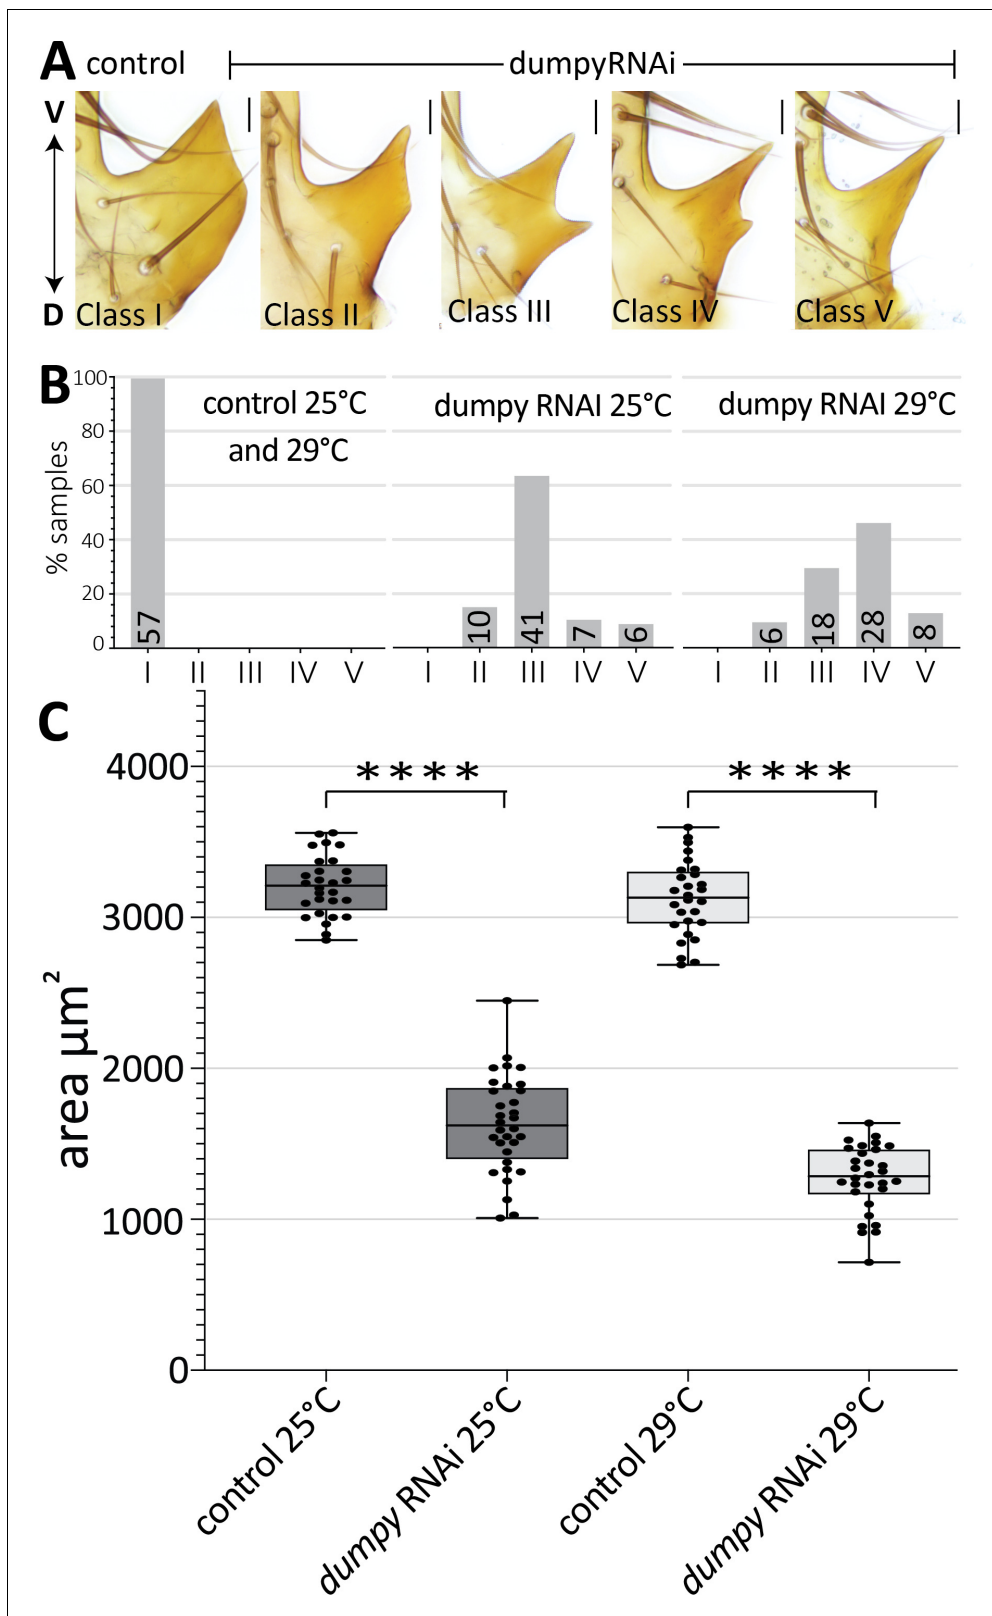 A control dumpyRNAi
V
D
Class I Class II Class III Class IV Class V
B
% samples
100
80
60
40
20
0
control 25°C
and 29°C
dumpy RNAI 25°C
dumpy RNAI 29°C
57
10 41 7 6
6 18 28 8
I II III IV V
I II III IV V
I II III IV V
C
area µm²
4000
3000
2000
1000
0
**** ****
control 25°C
dumpy RNAi 25°C
control 29°C
dumpy RNAi 29°C